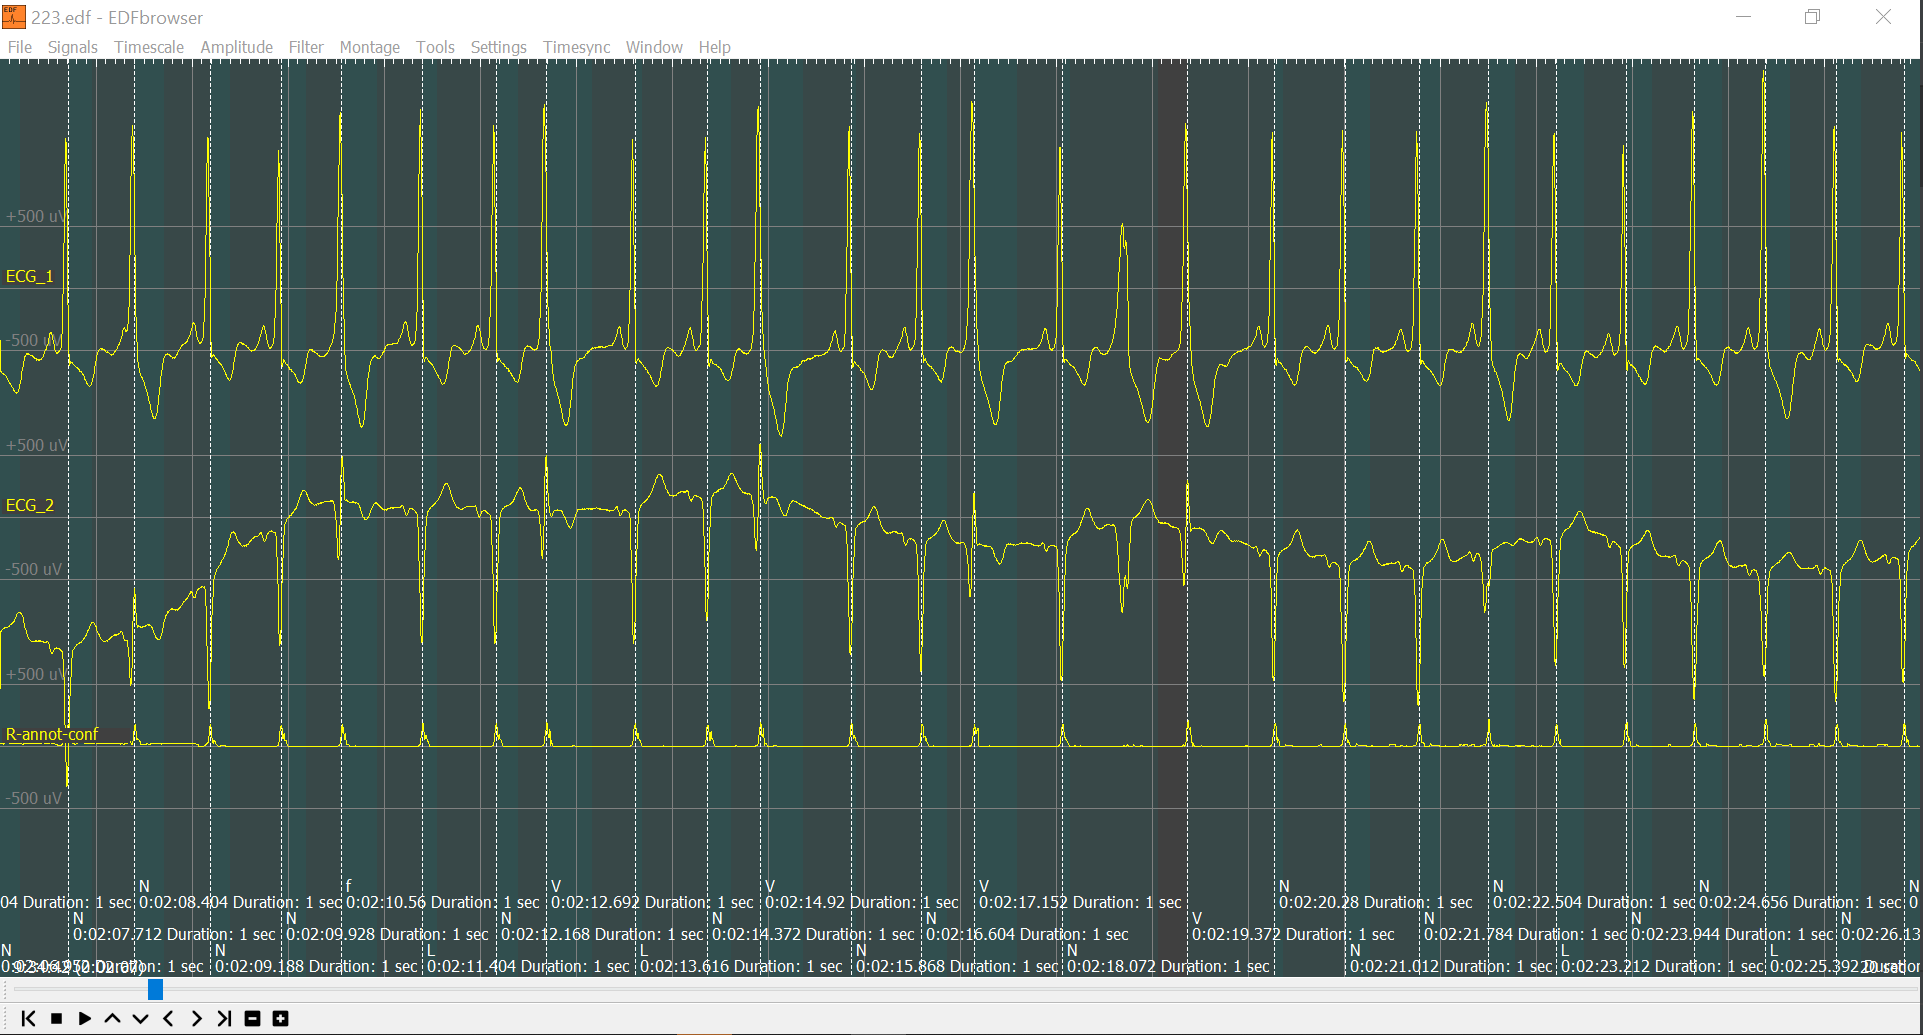 223.edf - EDFbrowser
File Signals Timescale Amplitude Filter Montage Tools Settings Timesync Window Help
+500 uV
ECG_1
-500 uV
+500 uV
ECG_2
-500 uV
+500 uV
R-annot-conf
-500 uV
N f V V V N N N N
04 Duration: 1 sec 0:02:08.404 Duration: 1 sec 0:02:10.56 Duration: 1 sec 0:02:12.692 Duration: 1 sec 0:02:14.92 Duration: 1 sec 0:02:17.152 Duration: 1 sec 0:02:20.28 Duration: 1 sec 0:02:22.504 Duration: 1 sec 0:02:24.656 Duration: 1 sec 0
N N N N N V N N N
0:02:07.712 Duration: 1 sec 0:02:09.928 Duration: 1 sec 0:02:12.168 Duration: 1 sec 0:02:14.372 Duration: 1 sec 0:02:16.604 Duration: 1 sec 0:02:19.372 Duration: 1 sec 0:02:21.784 Duration: 1 sec 0:02:23.944 Duration: 1 sec 0:02:26.13
N N L L N N N L L
Duration: 1 sec 0:02:09.188 Duration: 1 sec 0:02:11.404 Duration: 1 sec 0:02:13.616 Duration: 1 sec 0:02:15.868 Duration: 1 sec 0:02:18.072 Duration: 1 sec 0:02:21.012 Duration: 1 sec 0:02:23.212 Duration: 1 sec 0:02:25.392